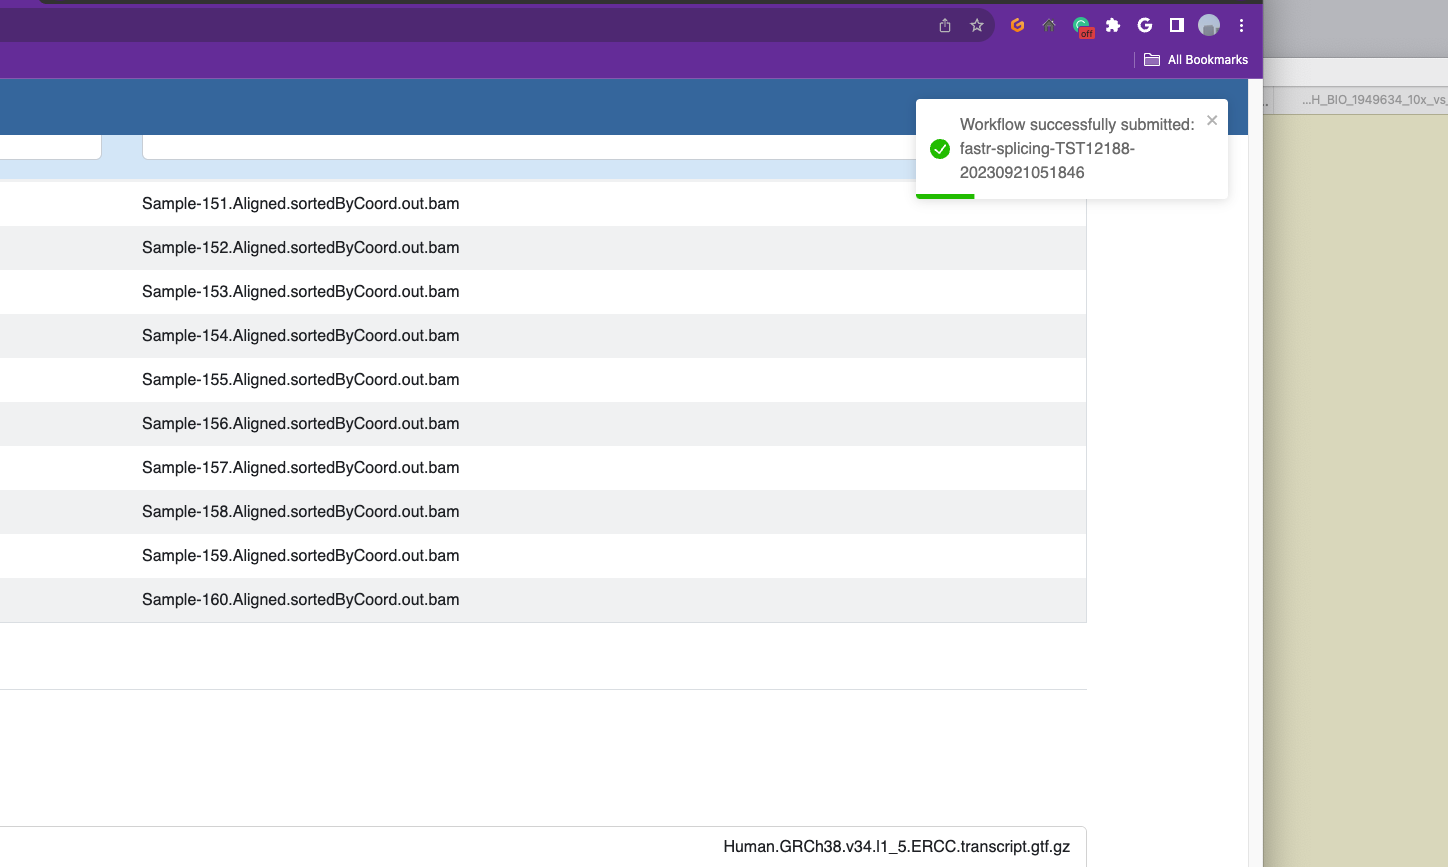 off
All Bookmarks
...H_BIO_1949634_10x_vs_
Workflow successfully submitted:
fastr-splicing-TST12188-
20230921051846
Sample-151.Aligned.sortedByCoord.out.bam
Sample-152.Aligned.sortedByCoord.out.bam
Sample-153.Aligned.sortedByCoord.out.bam
Sample-154.Aligned.sortedByCoord.out.bam
Sample-155.Aligned.sortedByCoord.out.bam
Sample-156.Aligned.sortedByCoord.out.bam
Sample-157.Aligned.sortedByCoord.out.bam
Sample-158.Aligned.sortedByCoord.out.bam
Sample-159.Aligned.sortedByCoord.out.bam
Sample-160.Aligned.sortedByCoord.out.bam
Human.GRCh38.v34.l1_5.ERCC.transcript.gtf.gz